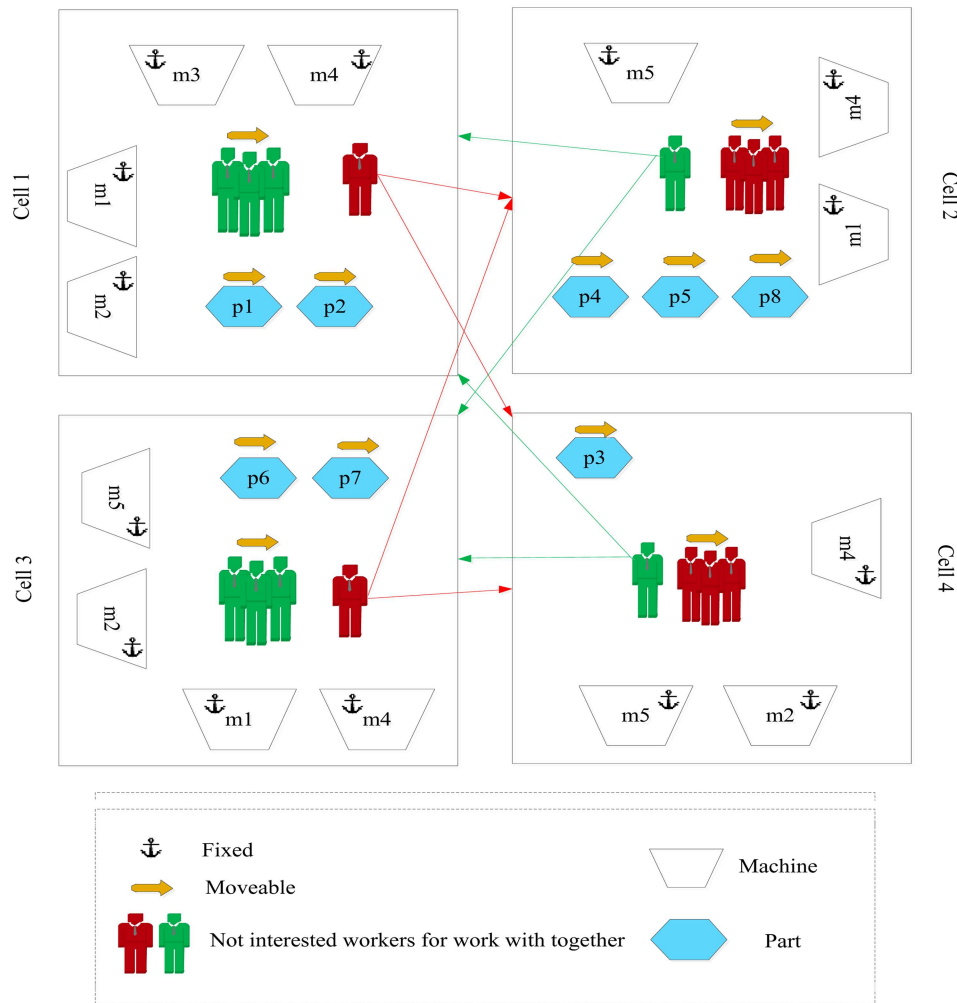 Cell 1
m3
m4
m1
m2
p1
p2
Cell 2
m5
m4
m1
p4
p5
p8
Cell 3
p6
p7
m5
m2
m1
m4
Cell 4
p3
m4
m5
m2
Fixed
Moveable
Not interested workers for work with together
Machine
Part